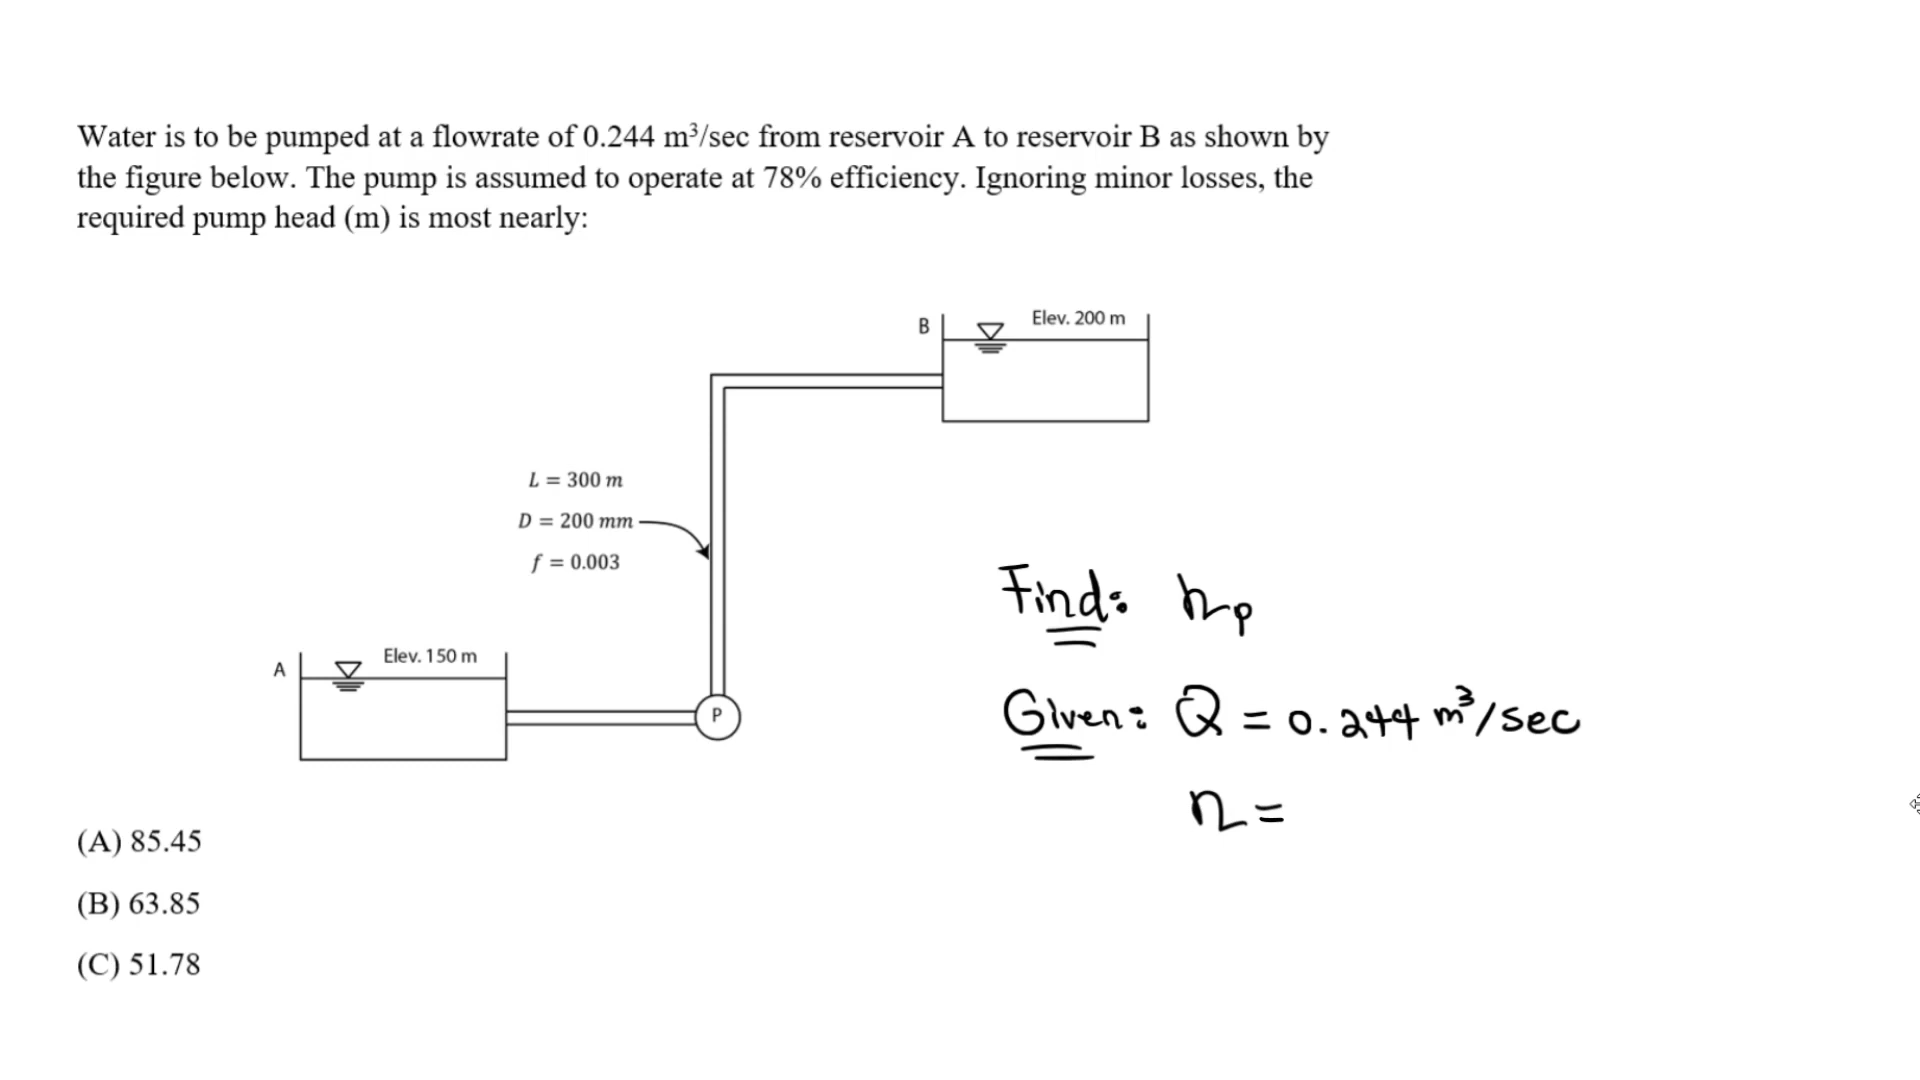 Water is to be pumped at a flowrate of 0.244 m³/sec from reservoir A to reservoir B as shown by
the figure below. The pump is assumed to operate at 78% efficiency. Ignoring minor losses, the
required pump head (m) is most nearly:
B
Elev. 200 m
L = 300 m
D = 200 mm
f = 0.003
A
Elev. 150 m
P
Find: hp
Given: Q = 0.244 m³/sec
η =
(A) 85.45
(B) 63.85
(C) 51.78